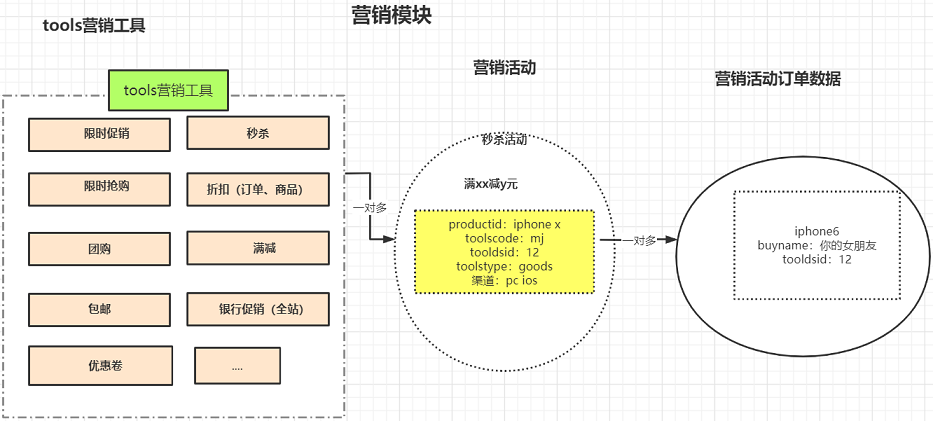 营销模块
tools营销工具
tools营销工具
限时促销
秒杀
限时抢购
折扣（订单、商品）
团购
满减
包邮
银行促销（全站）
优惠卷
....
一对多
营销活动
秒杀活动
满xx减y元
productid：iphone x
toolscode：mj
tooldsid：12
toolstype：goods
渠道：pc ios
一对多
营销活动订单数据
iphone6
buyname：你的女朋友
tooldsid：12